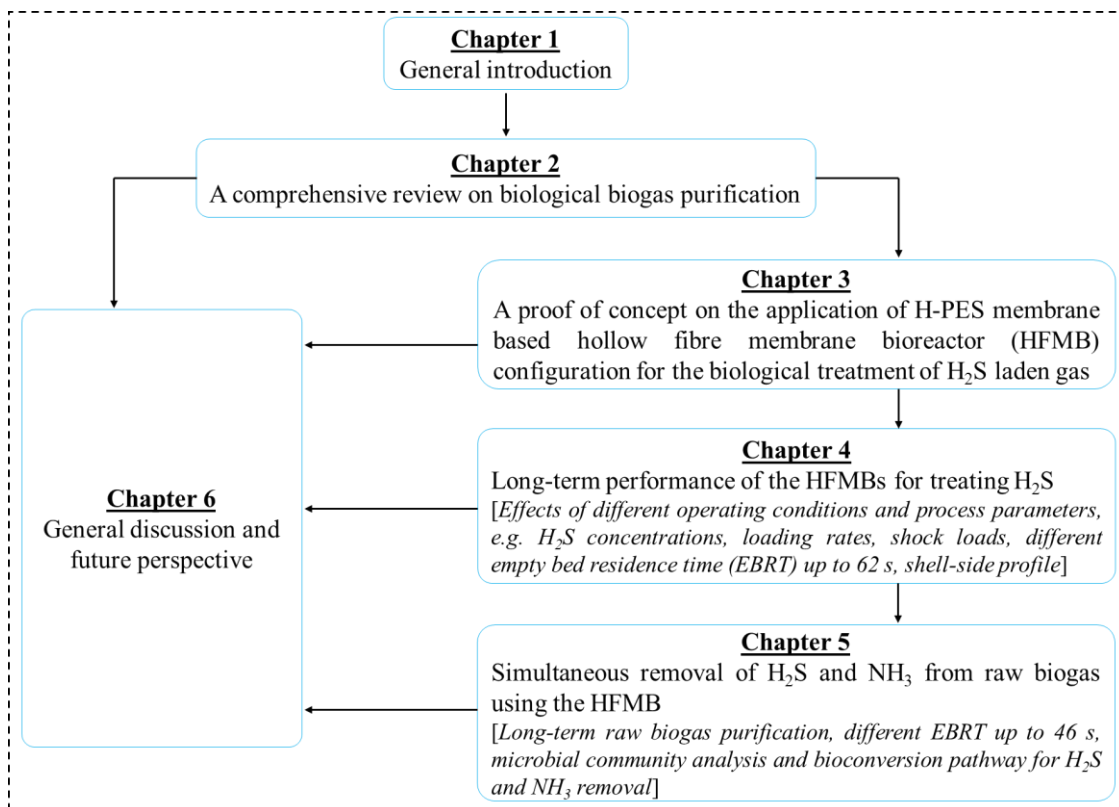 Chapter 1
General introduction
Chapter 2
A comprehensive review on biological biogas purification
Chapter 3
A proof of concept on the application of H-PES membrane
based hollow fibre membrane bioreactor (HFMB)
configuration for the biological treatment of H₂S laden gas
Chapter 4
Long-term performance of the HFMBs for treating H₂S
[Effects of different operating conditions and process parameters,
e.g. H₂S concentrations, loading rates, shock loads, different
empty bed residence time (EBRT) up to 62 s, shell-side profile]
Chapter 5
Simultaneous removal of H₂S and NH₃ from raw biogas
using the HFMB
[Long-term raw biogas purification, different EBRT up to 46 s,
microbial community analysis and bioconversion pathway for H₂S
and NH₃ removal]
Chapter 6
General discussion and
future perspective